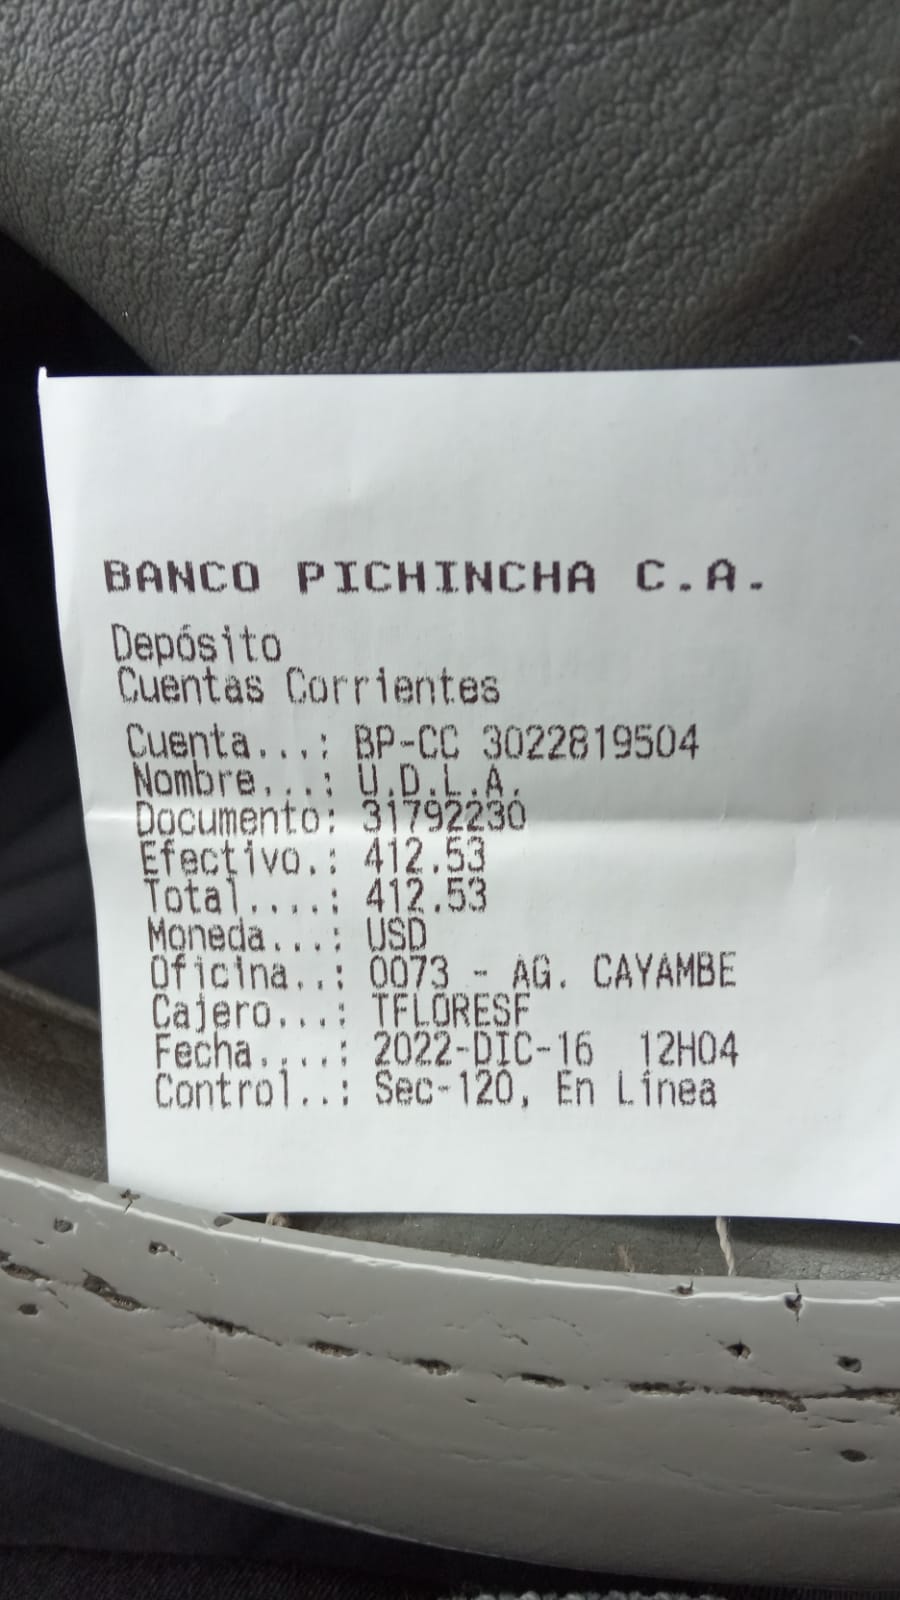 BANCO PICHINCHA C.A.
Depósito
Cuentas Corrientes
Cuenta...: BP-CC 3022819504
Nombre...: U.D.L.A.
Documento: 31792230
Efectivo.: 412.53
Total....: 412.53
Moneda...: USD
Oficina..: 0073 - AG. CAYAMBE
Cajero...: TFLORESF
Fecha....: 2022-DIC-16 12H04
Control..: Sec-120, En Línea